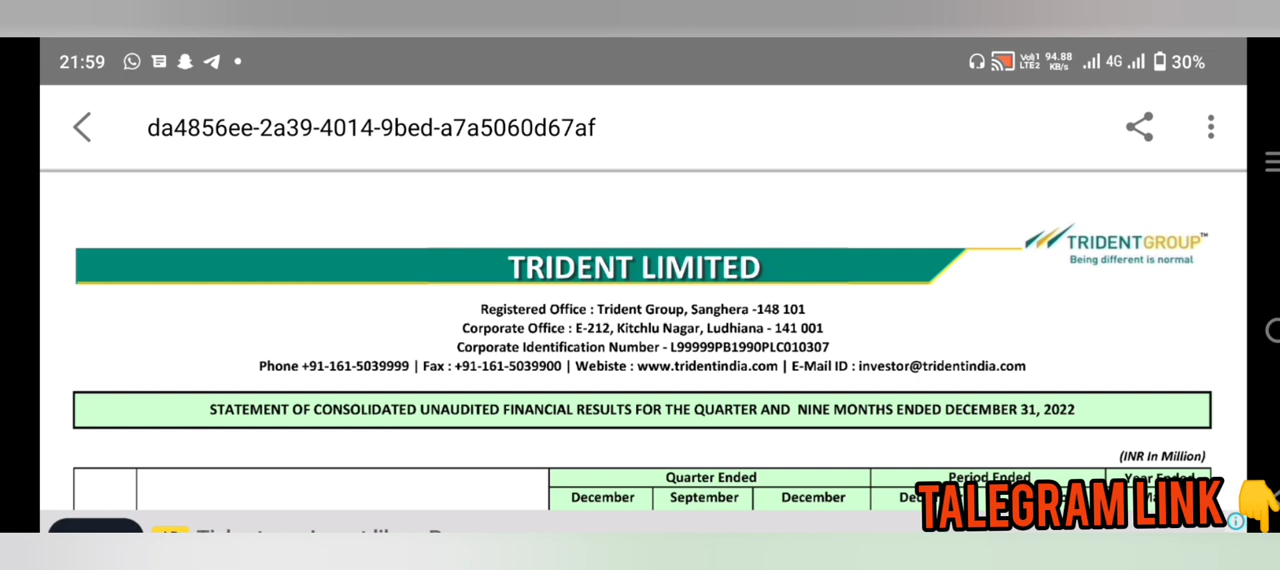 21:59 Vo1 LTE2 94.88 KB/s 4G 30%
da4856ee-2a39-4014-9bed-a7a5060d67af
TRIDENTGROUP™
Being different is normal
TRIDENT LIMITED
Registered Office : Trident Group, Sanghera -148 101
Corporate Office : E-212, Kitchlu Nagar, Ludhiana - 141 001
Corporate Identification Number - L99999PB1990PLC010307
Phone +91-161-5039999 | Fax : +91-161-5039900 | Webiste : www.tridentindia.com | E-Mail ID : investor@tridentindia.com
STATEMENT OF CONSOLIDATED UNAUDITED FINANCIAL RESULTS FOR THE QUARTER AND NINE MONTHS ENDED DECEMBER 31, 2022
(INR In Million)
Quarter Ended Period Ended Year Ended
December September December
TALEGRAM LINK